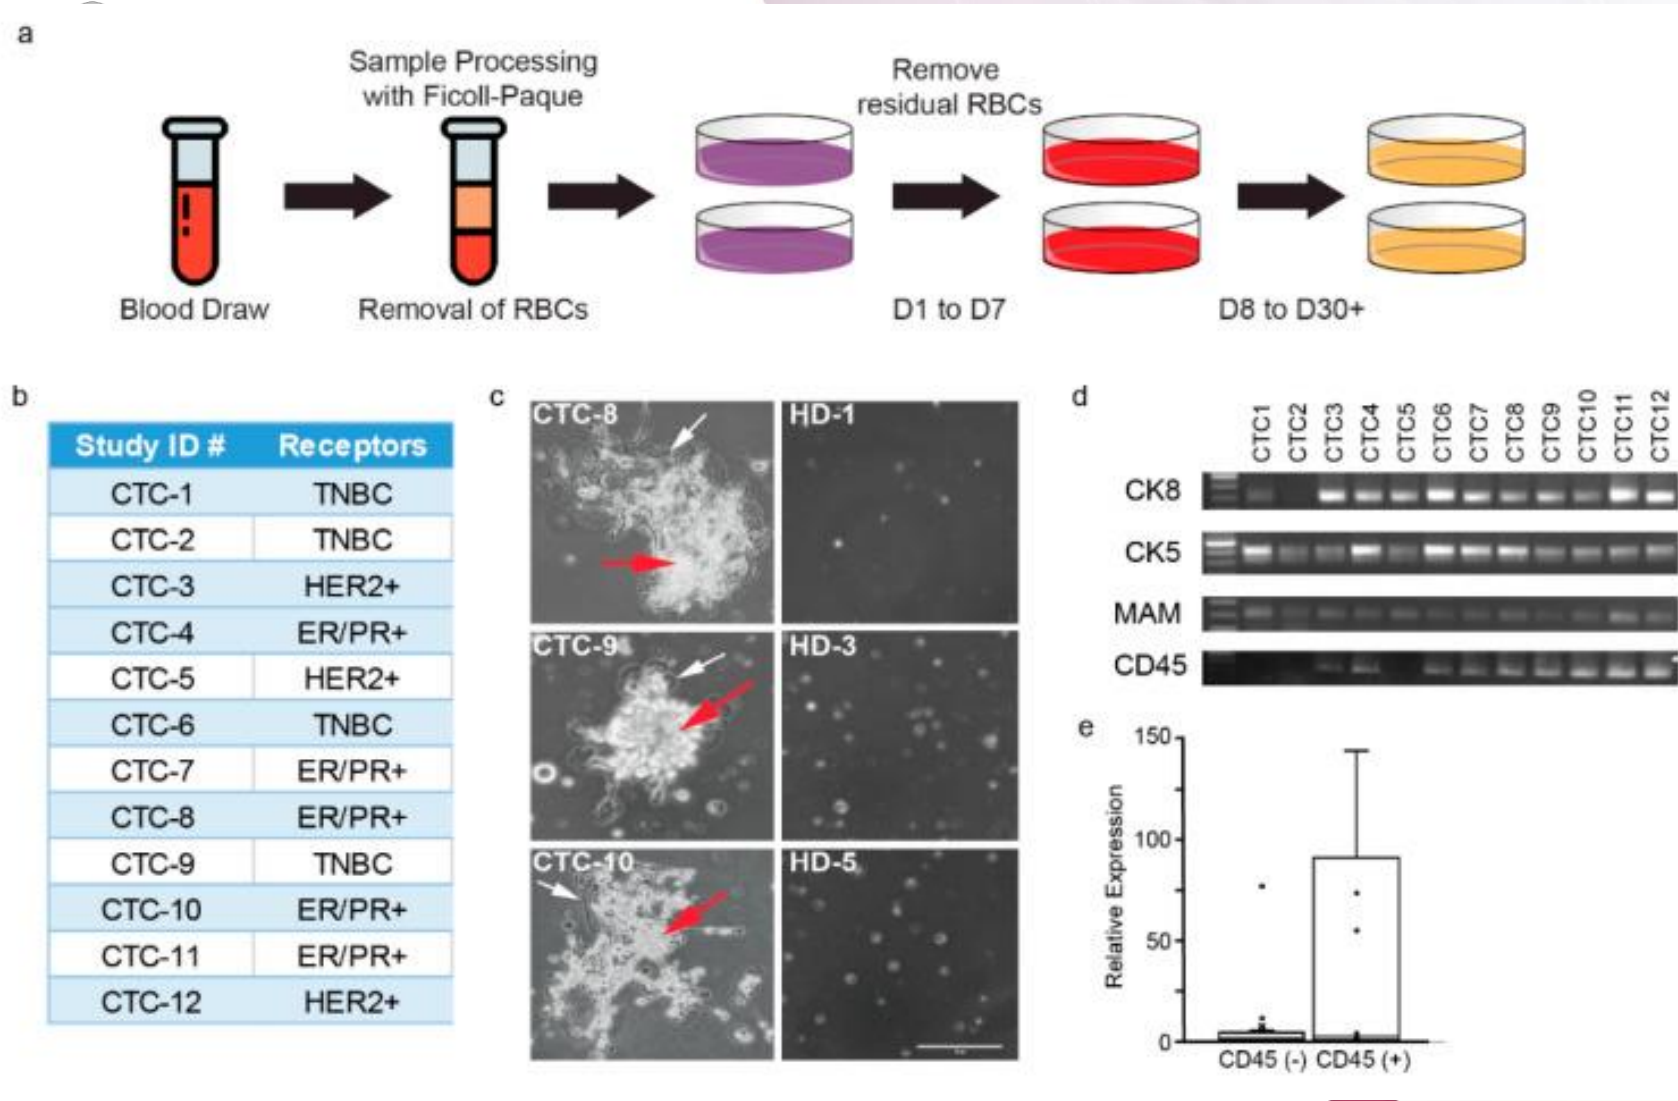 a
Sample Processing
with Ficoll-Paque
Remove
residual RBCs
Blood Draw
Removal of RBCs
D1 to D7
D8 to D30+
b
Study ID # Receptors
CTC-1 TNBC
CTC-2 TNBC
CTC-3 HER2+
CTC-4 ER/PR+
CTC-5 HER2+
CTC-6 TNBC
CTC-7 ER/PR+
CTC-8 ER/PR+
CTC-9 TNBC
CTC-10 ER/PR+
CTC-11 ER/PR+
CTC-12 HER2+
c
CTC-8 HD-1
CTC-9 HD-3
CTC-10 HD-5
d
CTC1 CTC2 CTC3 CTC4 CTC5 CTC6 CTC7 CTC8 CTC9 CTC10 CTC11 CTC12
CK8
CK5
MAM
CD45
e
Relative Expression
150
100
50
0
CD45 (-) CD45 (+)